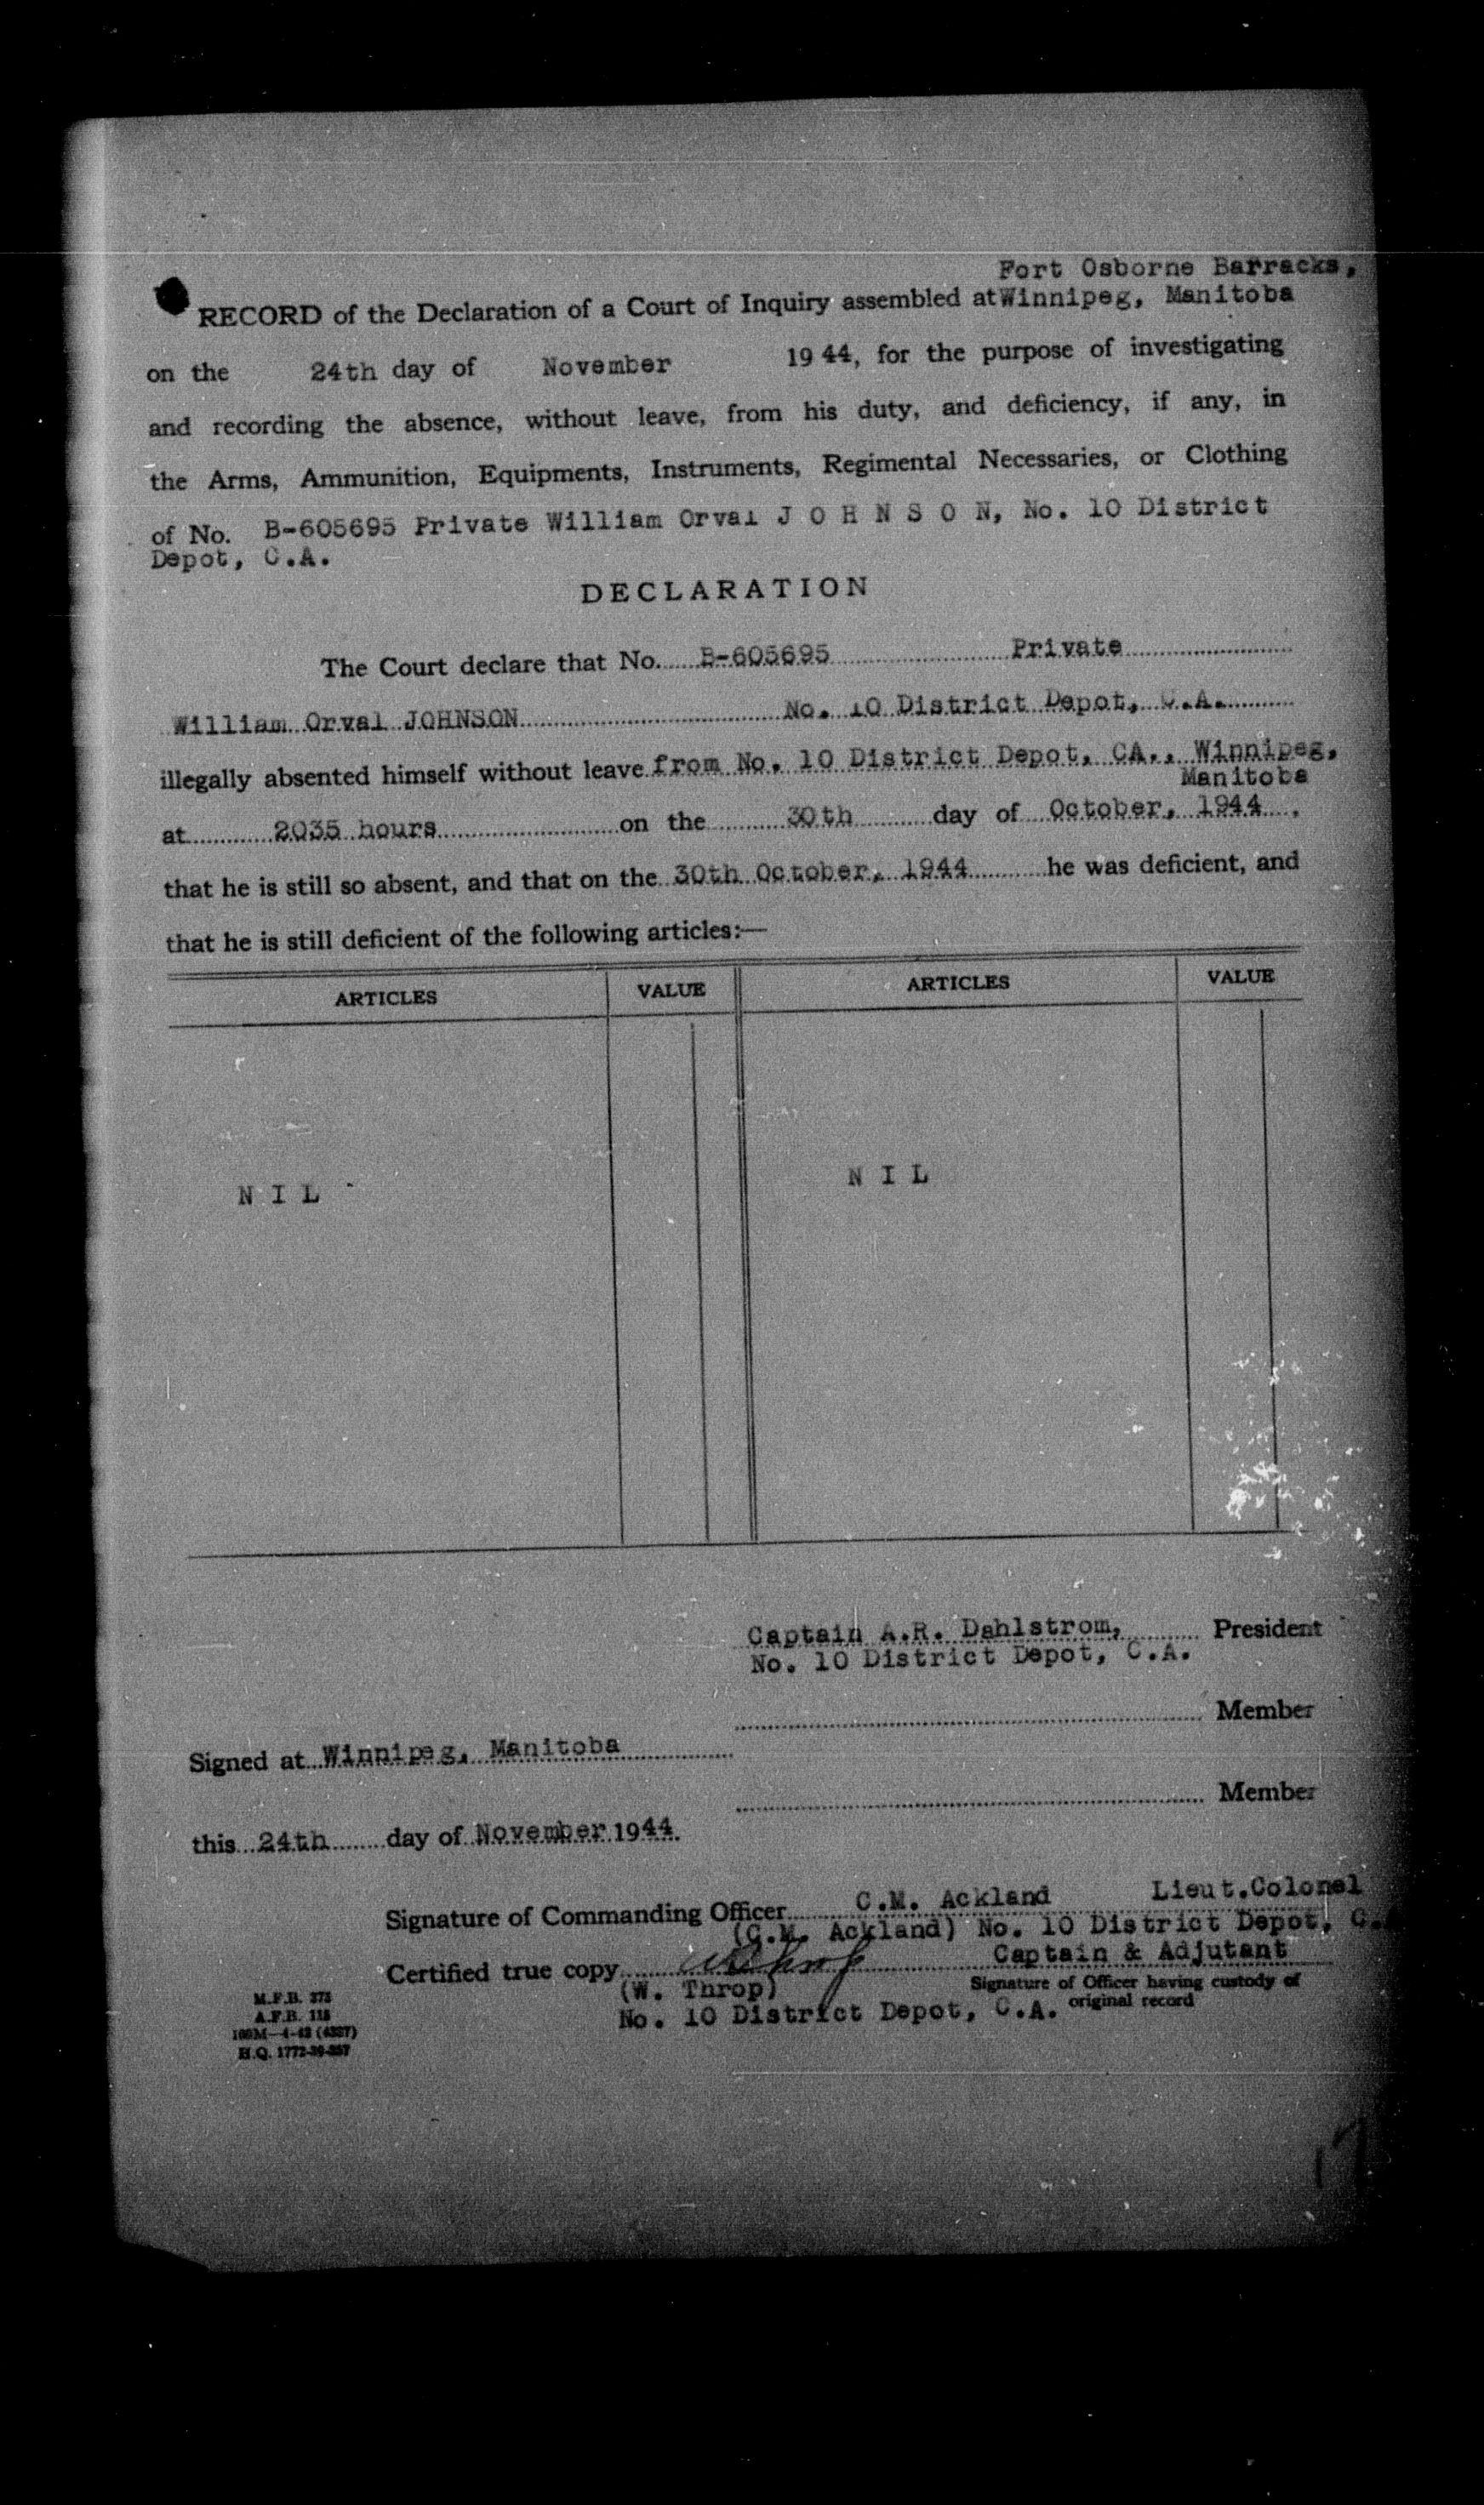 Fort Osborne Barracks,
RECORD of the Declaration of a Court of Inquiry assembled at Winnipeg, Manitoba
on the 24th day of November 1944, for the purpose of investigating
and recording the absence, without leave, from his duty, and deficiency, if any, in
the Arms, Ammunition, Equipments, Instruments, Regimental Necessaries, or Clothing
of No. B-605695 Private William Orval J O H N S O N, No. 10 District
Depot, C.A.
DECLARATION
The Court declare that No. B-605695 Private
William Orval JOHNSON No. 10 District Depot, C.A.
illegally absented himself without leave from No. 10 District Depot, CA., Winnipeg,
Manitoba
at 2035 hours on the 30th day of October, 1944.
that he is still so absent, and that on the 30th October, 1944 he was deficient, and
that he is still deficient of the following articles:—
ARTICLES VALUE ARTICLES VALUE
N I L N I L
Captain A.R. Dahlstrom, President
No. 10 District Depot, C.A.
Member
Signed at Winnipeg, Manitoba
Member
this 24th day of November 1944.
Signature of Commanding Officer C.M. Ackland Lieut.Colonel
(C.M. Ackland) No. 10 District Depot, C.
Certified true copy Captain & Adjutant
(W. Throp) Signature of Officer having custody of
No. 10 District Depot, C.A. original record
M.F.B. 273
A.F.B. 115
H.Q. 1772-39-